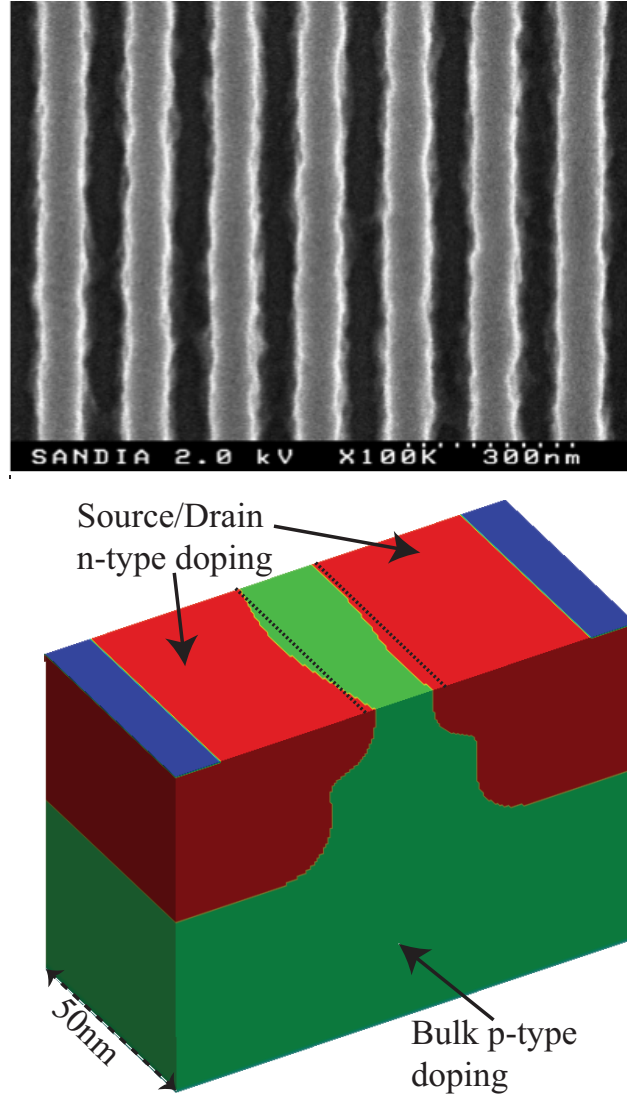 SANDIA 2.0 kV X100K 300nm
Source/Drain
n-type doping
50nm
Bulk p-type
doping